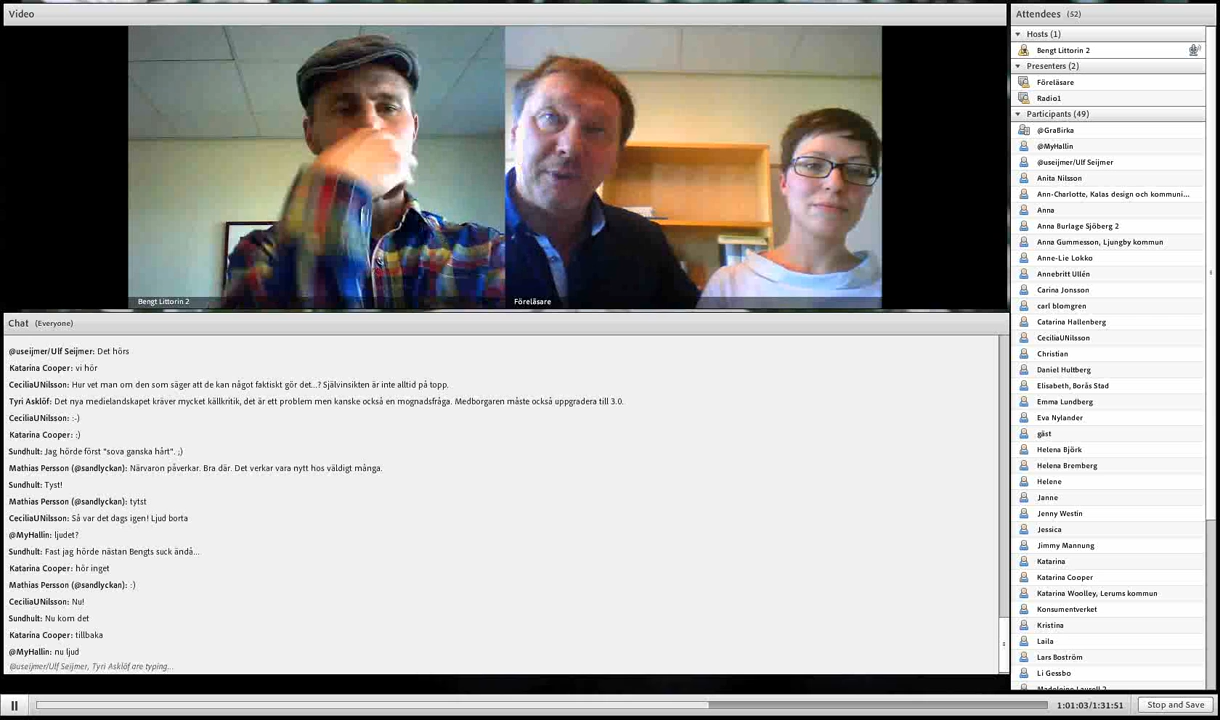 Video
Bengt Littorin 2
Föreläsare
Chat (Everyone)
@useijmer/Ulf Seijmer: Det hörs
Katarina Cooper: vi hör
CeciliaUNilsson: Hur vet man om den som säger att de kan något faktiskt gör det...? Självinsikten är inte alltid på topp.
Tyri Asklöf: Det nya medielandskapet kräver mycket källkritik, det är ett problem men kanske också en mognadsfråga. Medborgaren måste också uppgradera till 3.0.
CeciliaUNilsson: :-)
Katarina Cooper: :)
Sundhult: Jag hörde först "sova ganska hårt". ;)
Mathias Persson (@sandlyckan): Närvaron påverkar. Bra där. Det verkar vara nytt hos väldigt många.
Sundhult: Tyst!
Mathias Persson (@sandlyckan): tytst
CeciliaUNilsson: Så var det dags igen! Ljud borta
@MyHallin: ljudet?
Sundhult: Fast jag hörde nästan Bengts suck ändå...
Katarina Cooper: hör inget
Mathias Persson (@sandlyckan): :)
CeciliaUNilsson: Nu!
Sundhult: Nu kom det
Katarina Cooper: tillbaka
@MyHallin: nu ljud
@useijmer/Ulf Seijmer, Tyri Asklöf are typing...
Attendees (52)
Hosts (1)
Bengt Littorin 2
Presenters (2)
Föreläsare
Radio1
Participants (49)
@GraBirka
@MyHallin
@useijmer/Ulf Seijmer
Anita Nilsson
Ann-Charlotte, Kalas design och kommuni...
Anna
Anna Burlage Sjöberg 2
Anna Gummesson, Ljungby kommun
Anne-Lie Lokko
Annebritt Ullén
Carina Jonsson
carl blomgren
Catarina Hallenberg
CeciliaUNilsson
Christian
Daniel Hultberg
Elisabeth, Borås Stad
Emma Lundberg
Eva Nylander
gäst
Helena Björk
Helena Bremberg
Helene
Janne
Jenny Westin
Jessica
Jimmy Mannung
Katarina
Katarina Cooper
Katarina Woolley, Lerums kommun
Konsumentverket
Kristina
Laila
Lars Boström
Li Gessbo
1:01:03/1:31:51
Stop and Save